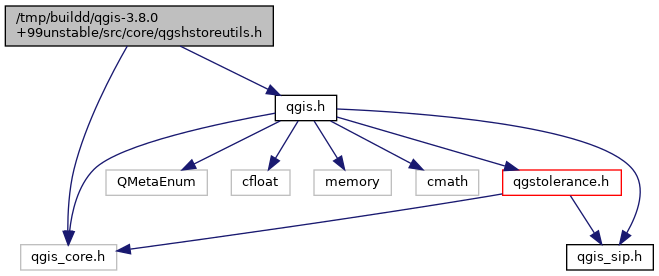 /tmp/buildd/qgis-3.8.0
+99unstable/src/core/qgshstoreutils.h
qgis.h
QMetaEnum
cfloat
memory
cmath
qgstolerance.h
qgis_core.h
qgis_sip.h